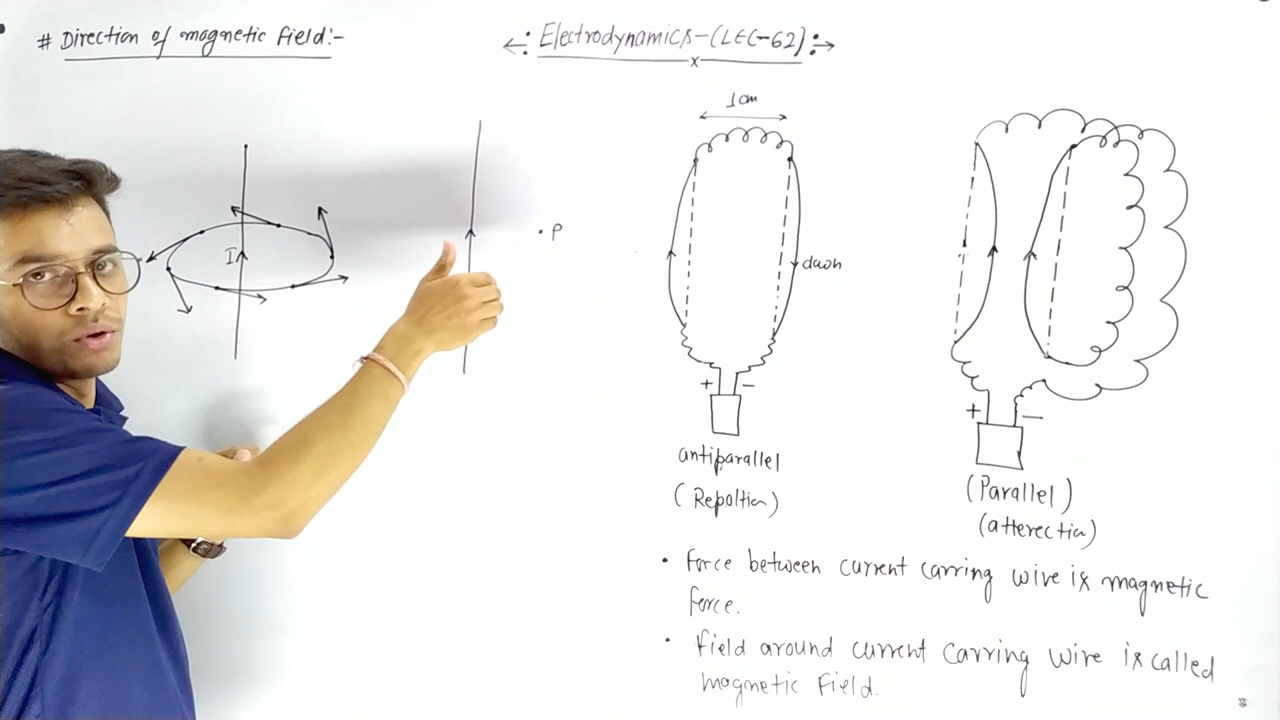 # Direction of magnetic field:-
←: Electrodynamics-(LEC-62) :→
x
I
• P
1cm
down
+ −
antiparallel
(Repoltion)
+ −
(Parallel)
(atterection)
• Force between current carring wire is magnetic
force.
• field around current carring wire is called
magnetic field.